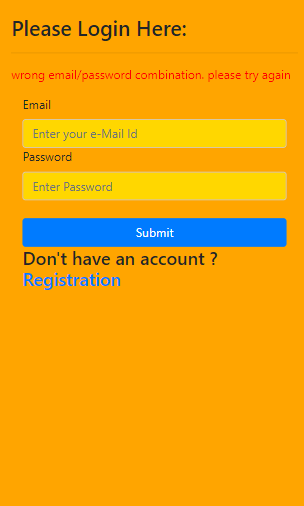 Please Login Here:
wrong email/password combination. please try again
Email
Enter your e-Mail Id
Password
Enter Password
Submit
Don't have an account ?
Registration